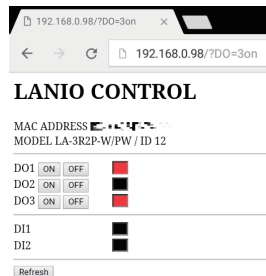 192.168.0.98/?DO=3on ×
192.168.0.98/?DO=3on
LANIO CONTROL
MAC ADDRESS
MODEL LA-3R2P-W/PW / ID 12
DO1 ON OFF
DO2 ON OFF
DO3 ON OFF
DI1
DI2
Refresh